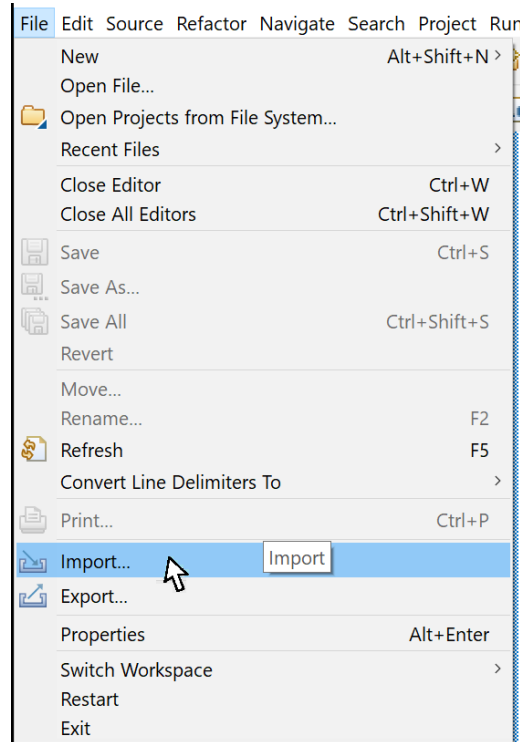 File Edit Source Refactor Navigate Search Project Run
New Alt+Shift+N >
Open File...
Open Projects from File System...
Recent Files >
Close Editor Ctrl+W
Close All Editors Ctrl+Shift+W
Save Ctrl+S
Save As...
Save All Ctrl+Shift+S
Revert
Move...
Rename... F2
Refresh F5
Convert Line Delimiters To >
Print... Ctrl+P
Import... Import
Export...
Properties Alt+Enter
Switch Workspace >
Restart
Exit